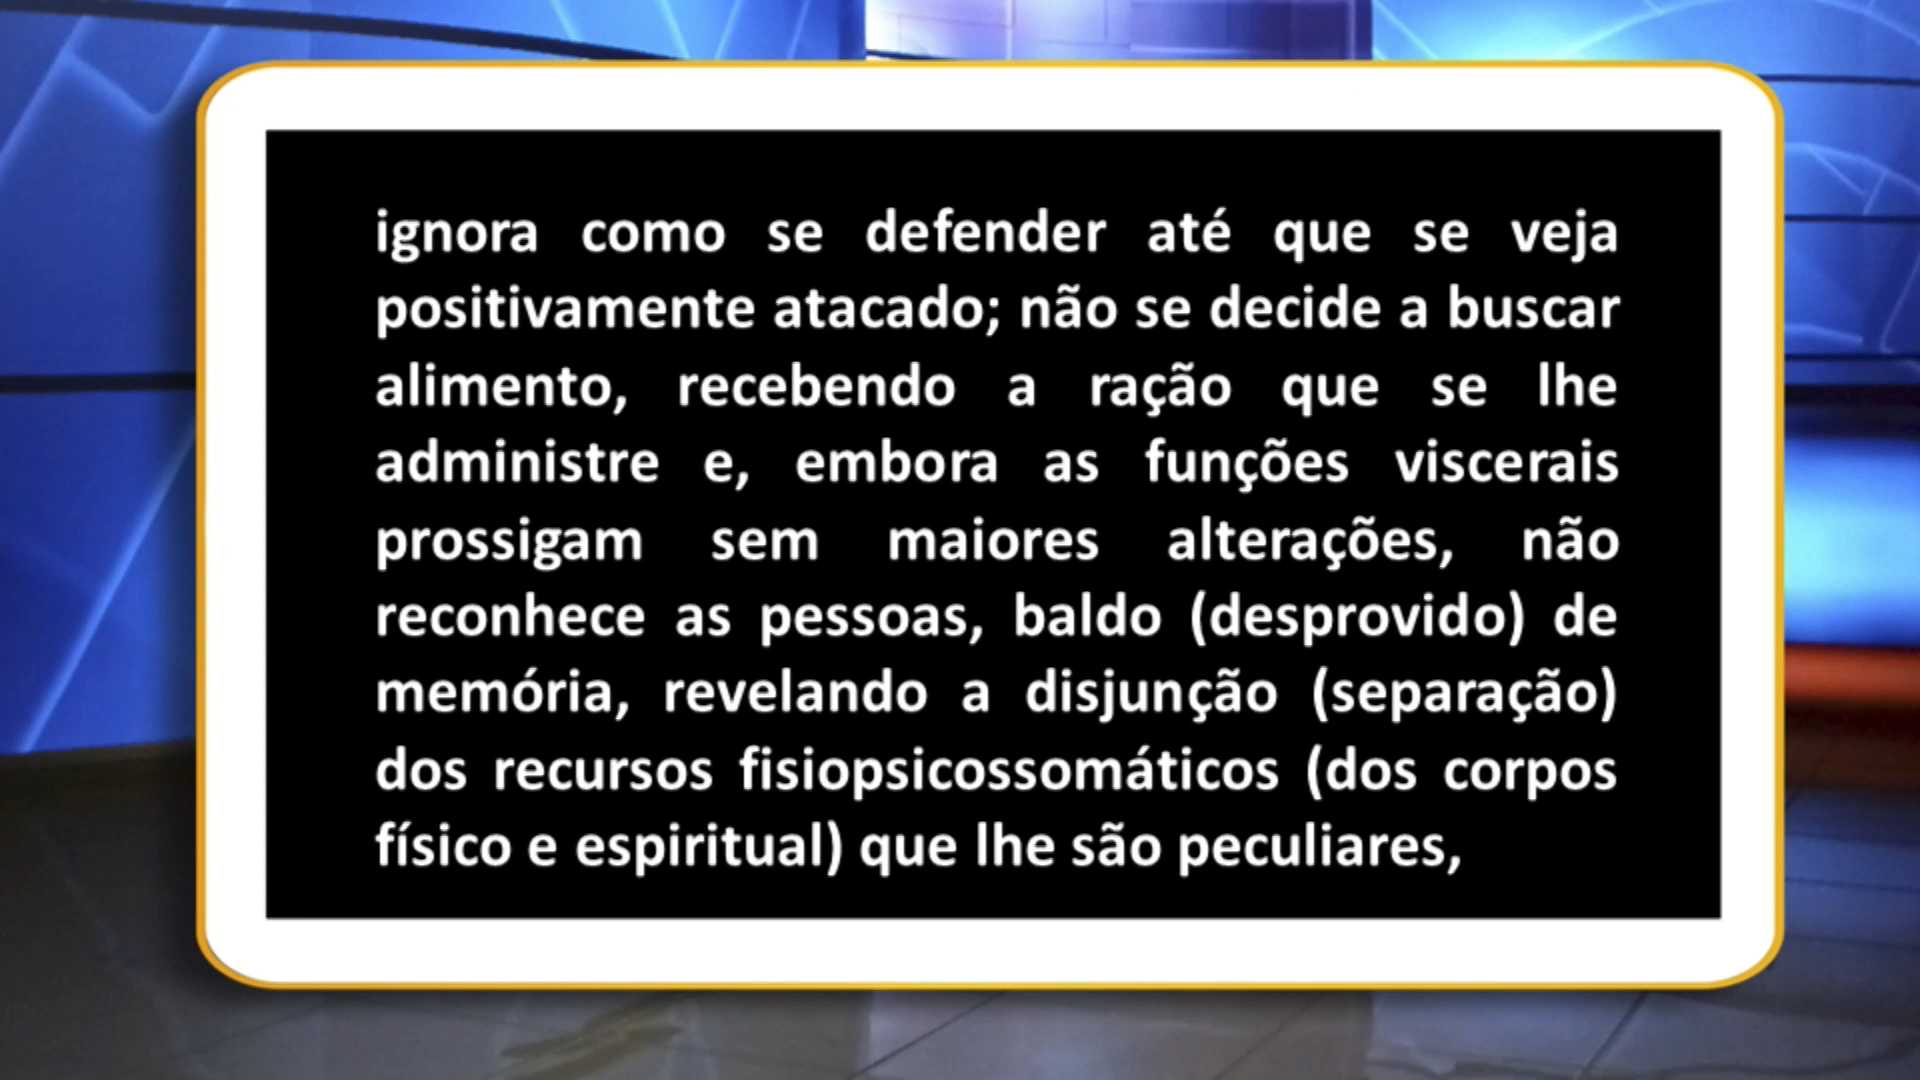 ignora como se defender até que se veja
positivamente atacado; não se decide a buscar
alimento, recebendo a ração que se lhe
administre e, embora as funções viscerais
prossigam sem maiores alterações, não
reconhece as pessoas, baldo (desprovido) de
memória, revelando a disjunção (separação)
dos recursos fisiopsicossomáticos (dos corpos
físico e espiritual) que lhe são peculiares,